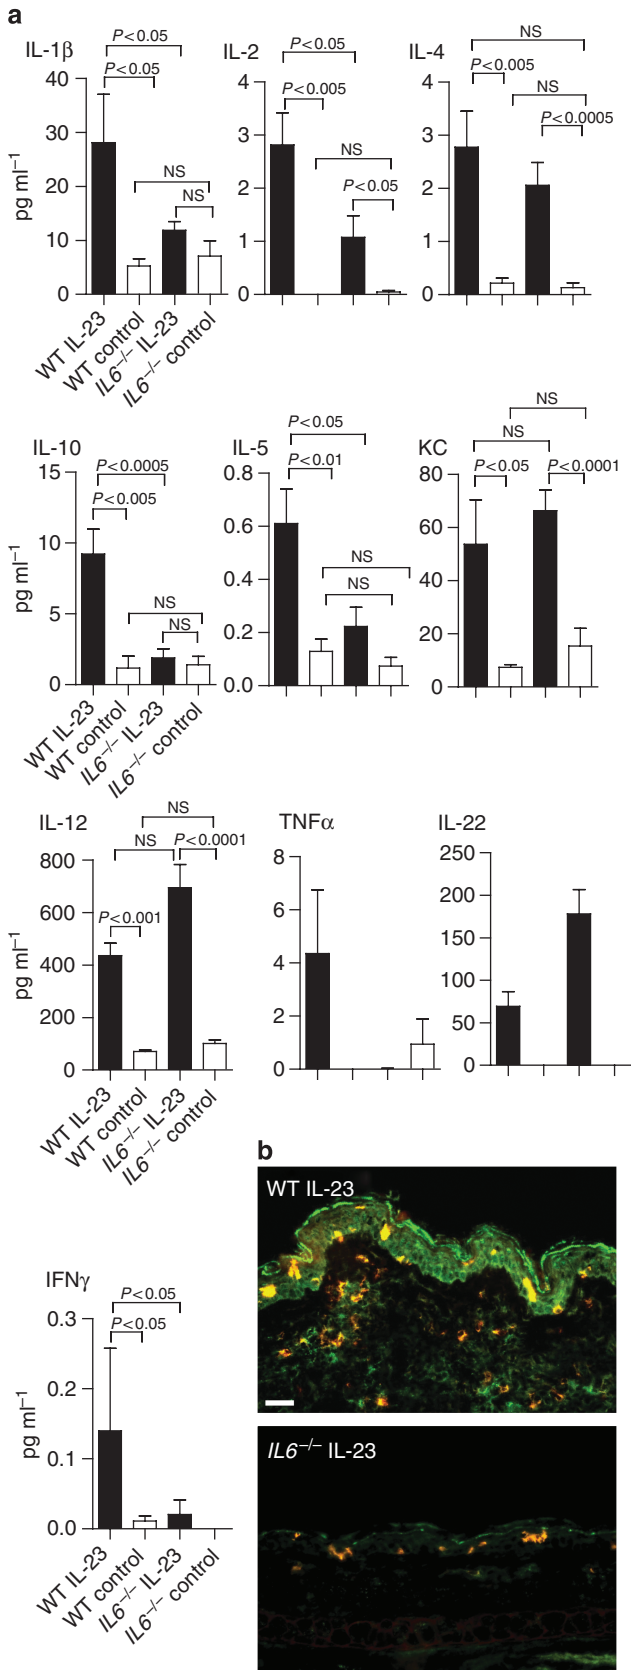 a
IL-1β
P<0.05
P<0.05
NS
NS
pg ml⁻¹
40
30
20
10
0
WT IL-23
WT control
IL6⁻/⁻ IL-23
IL6⁻/⁻ control
IL-2
P<0.05
P<0.005
NS
P<0.05
4
3
2
1
0
IL-4
NS
P<0.005
NS
P<0.0005
4
3
2
1
0
IL-10
P<0.0005
P<0.005
NS
NS
pg ml⁻¹
15
10
5
0
WT IL-23
WT control
IL6⁻/⁻ IL-23
IL6⁻/⁻ control
IL-5
P<0.05
P<0.01
NS
NS
0.8
0.6
0.4
0.2
0.0
KC
NS
NS
P<0.05
P<0.0001
80
60
40
20
0
IL-12
NS
NS
P<0.0001
P<0.001
pg ml⁻¹
800
600
400
200
0
WT IL-23
WT control
IL6⁻/⁻ IL-23
IL6⁻/⁻ control
TNFα
8
6
4
2
0
IL-22
250
200
150
100
50
0
IFNγ
P<0.05
P<0.05
pg ml⁻¹
0.3
0.2
0.1
0.0
WT IL-23
WT control
IL6⁻/⁻ IL-23
IL6⁻/⁻ control
b
WT IL-23
IL6⁻/⁻ IL-23